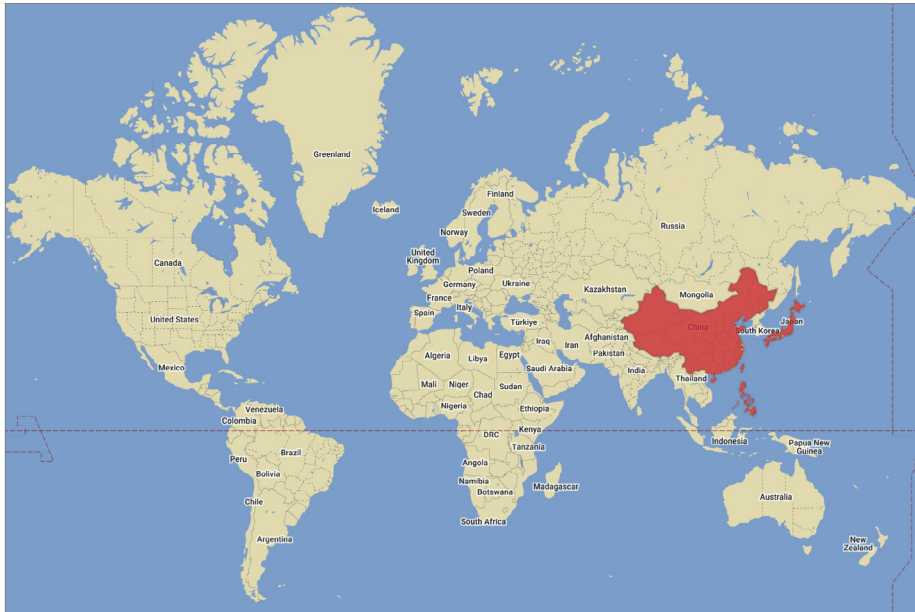 Greenland
Iceland
Finland
Sweden
Norway
Russia
United
Kingdom
Canada
Poland
Germany
Ukraine
Kazakhstan
Mongolia
France
Italy
Spain
United States
Türkiye
China
South Korea
Japan
Iraq
Iran
Afghanistan
Pakistan
Algeria
Libya
Egypt
Saudi Arabia
India
Mexico
Thailand
Mali
Niger
Chad
Sudan
Nigeria
Ethiopia
Venezuela
Colombia
Kenya
DRC
Indonesia
Papua New
Guinea
Tanzania
Peru
Brazil
Angola
Bolivia
Namibia
Botswana
Madagascar
Australia
Chile
South Africa
Argentina
New
Zealand